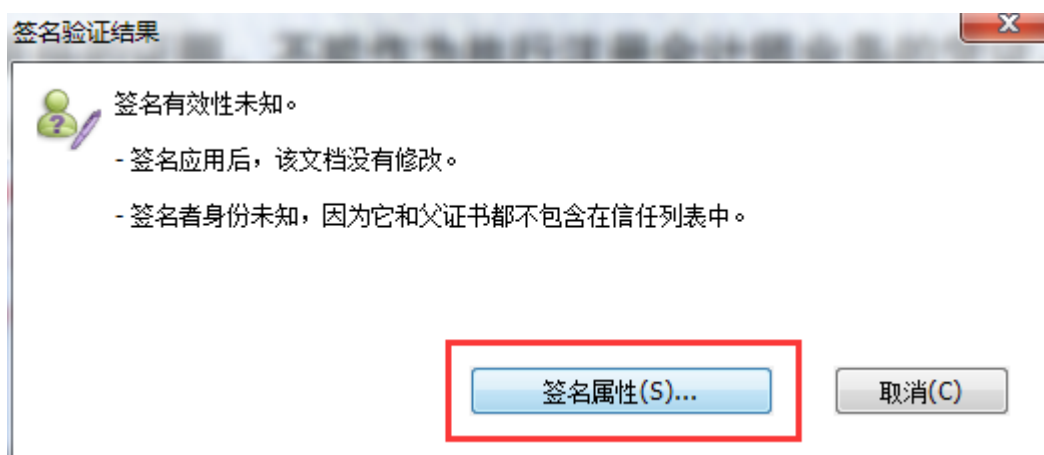 签名验证结果
签名有效性未知。
- 签名应用后，该文档没有修改。
- 签名者身份未知，因为它和父证书都不包含在信任列表中。
签名属性(S)...
取消(C)